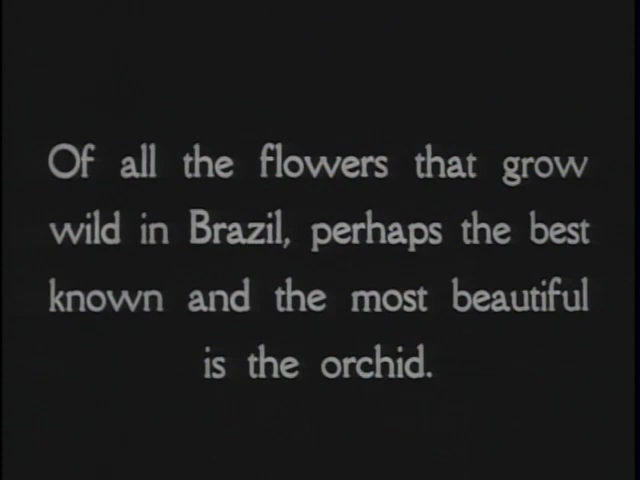 Of all the flowers that grow
wild in Brazil, perhaps the best
known and the most beautiful
is the orchid.